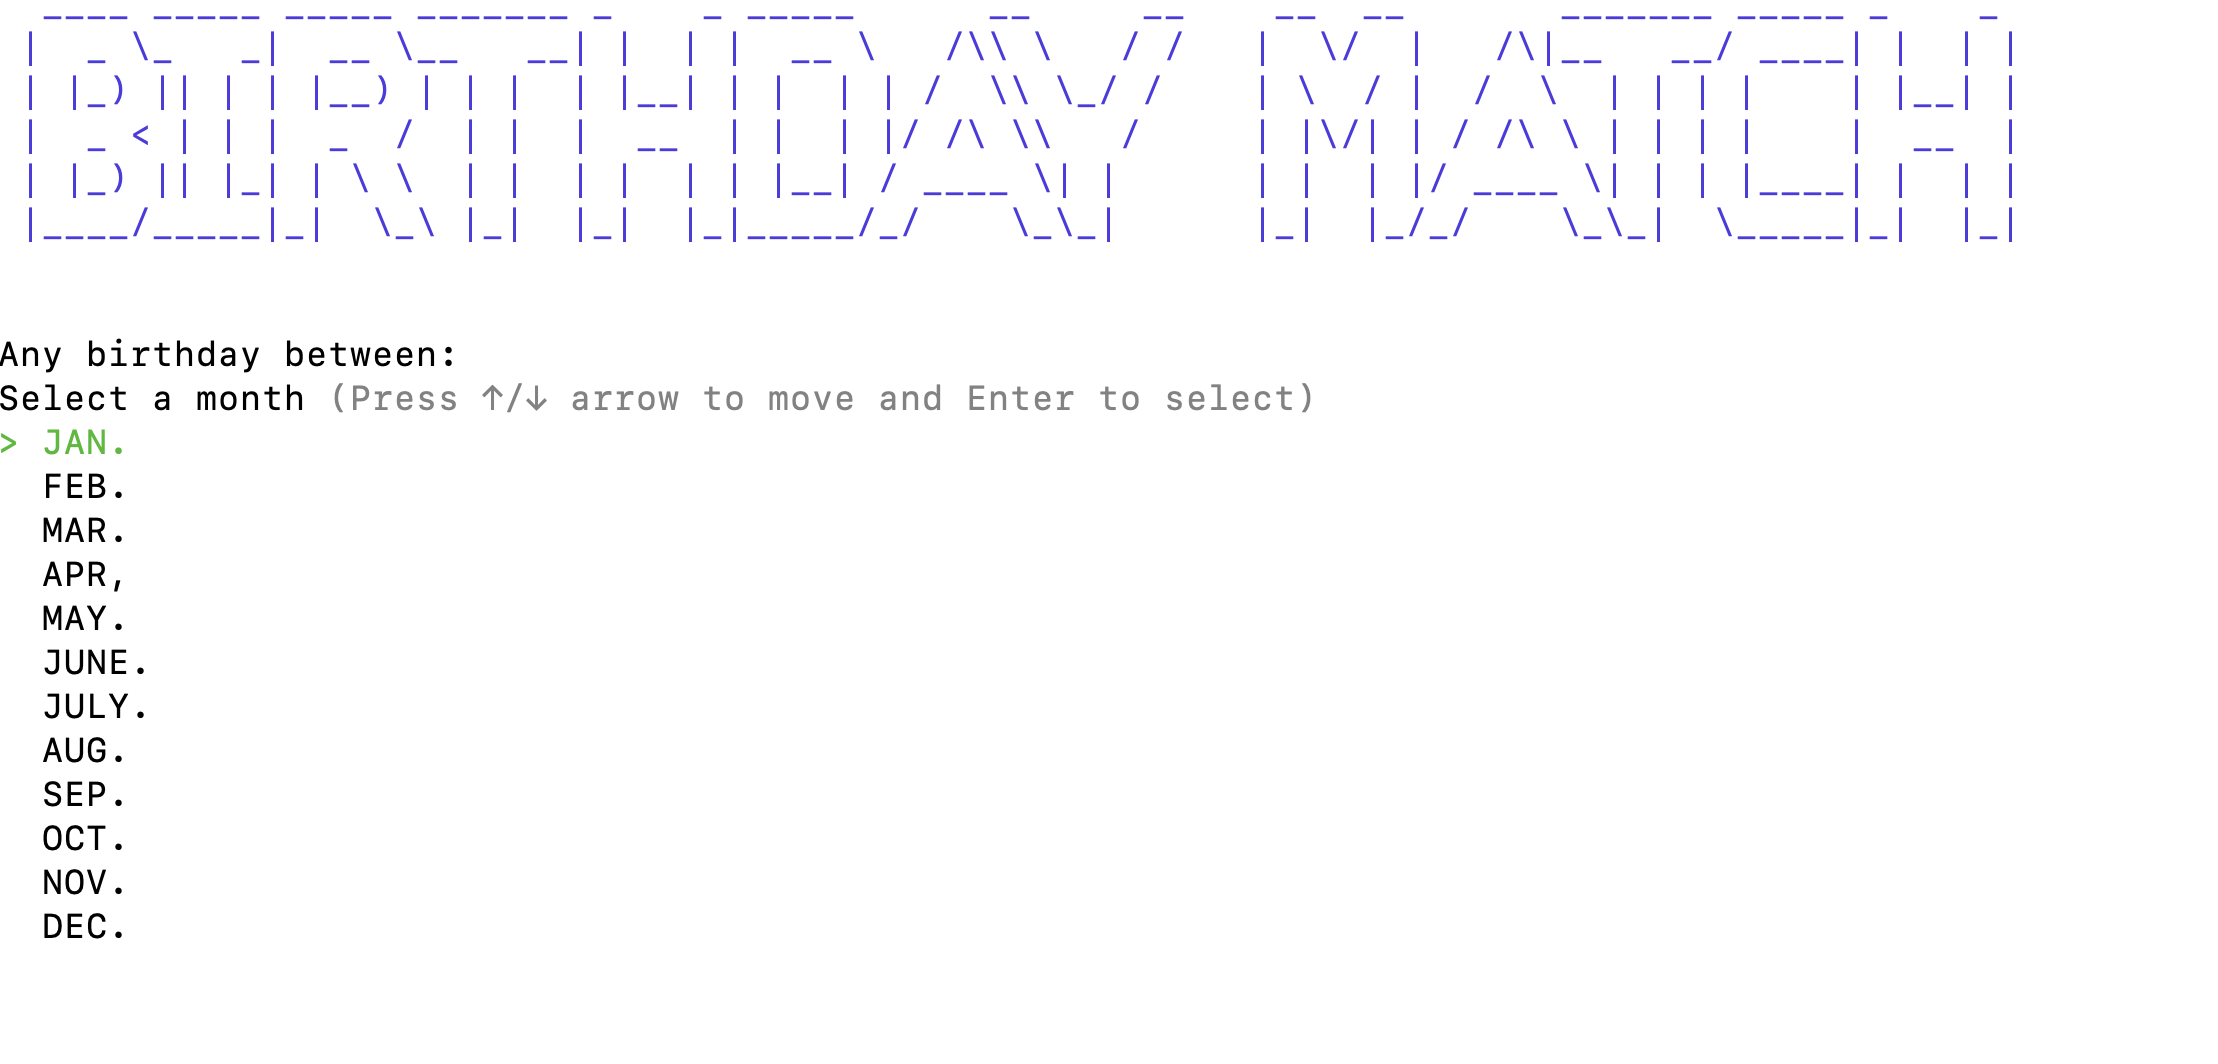 BIRTHDAY MATCH
Any birthday between:
Select a month (Press ↑/↓ arrow to move and Enter to select)
> JAN.
FEB.
MAR.
APR,
MAY.
JUNE.
JULY.
AUG.
SEP.
OCT.
NOV.
DEC.